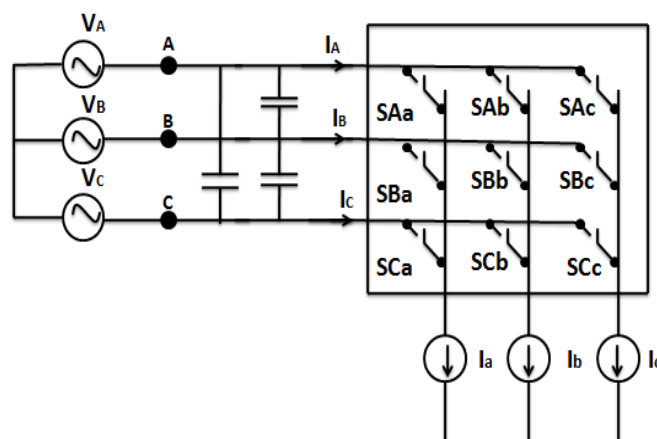 VA
A
IA
SAa SAb SAc
VB
B
IB
SBa SBb SBc
VC
C
IC
SCa SCb SCc
Ia Ib